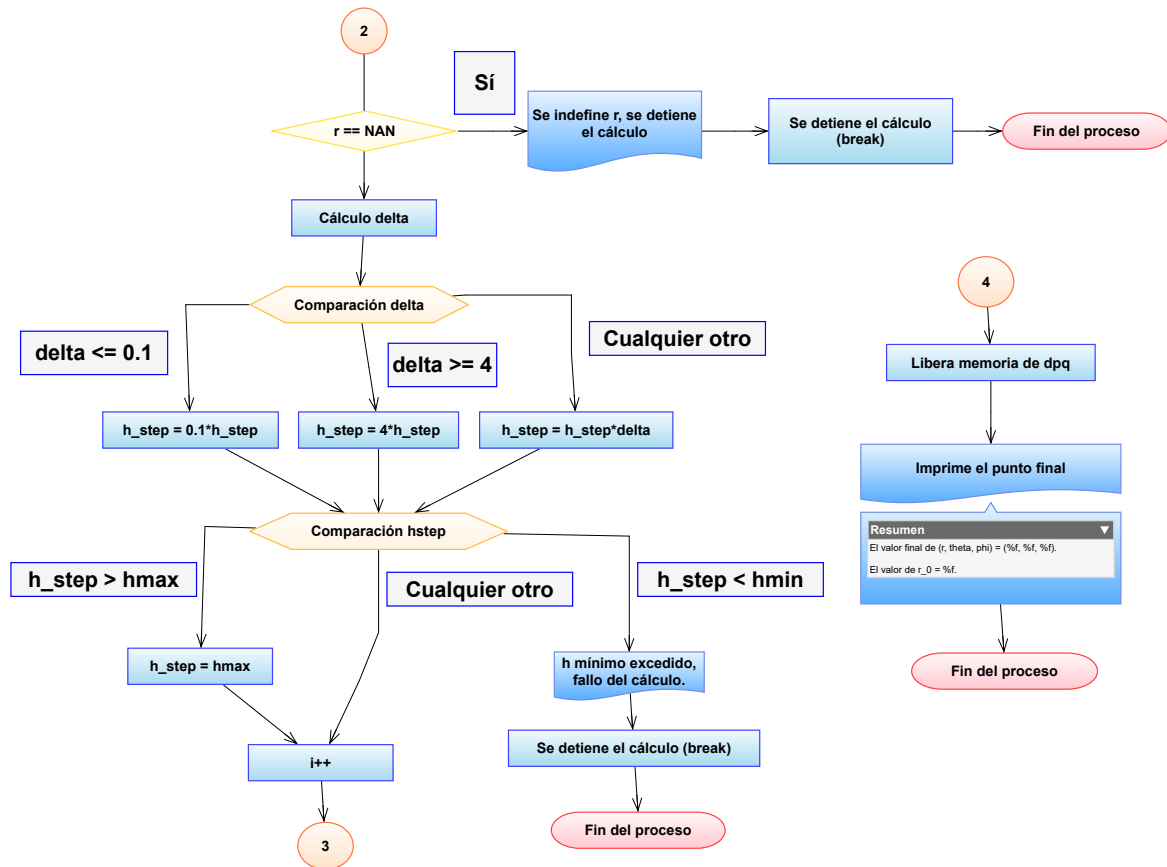 2
Sí
r == NAN
Se indefine r, se detiene
el cálculo
Se detiene el cálculo
(break)
Fin del proceso
Cálculo delta
Comparación delta
delta <= 0.1
delta >= 4
Cualquier otro
h_step = 0.1*h_step
h_step = 4*h_step
h_step = h_step*delta
Comparación hstep
h_step > hmax
Cualquier otro
h_step < hmin
h_step = hmax
h mínimo excedido,
fallo del cálculo.
i++
Se detiene el cálculo (break)
3
Fin del proceso
4
Libera memoria de dpq
Imprime el punto final
Resumen
El valor final de (r, theta, phi) = (%f, %f, %f).
El valor de r_0 = %f.
Fin del proceso